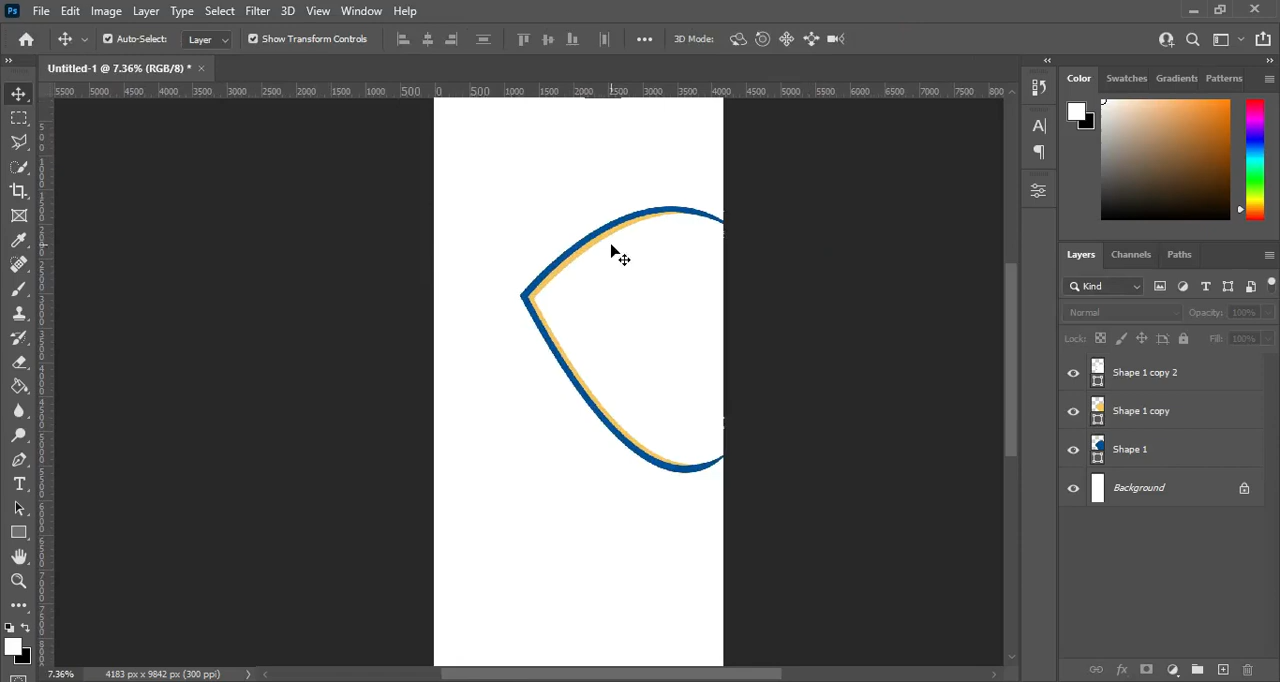 Ps File Edit Image Layer Type Select Filter 3D View Window Help
Auto-Select: Layer Show Transform Controls ••• 3D Mode:
Untitled-1 @ 7.36% (RGB/8) * ×
Color Swatches Gradients Patterns
5500 5000 4500 4000 3500 3000 2500 2000 1500 1000 500 0 500 1000 1500 2000 2500 3000 3500 4000 4500 5000 5500 6000 6500 7000 7500 800
Layers Channels Paths
Kind
Normal Opacity: 100%
Lock: Fill: 100%
Shape 1 copy 2
Shape 1 copy
Shape 1
Background
7.36% 4183 px x 9842 px (300 ppi)